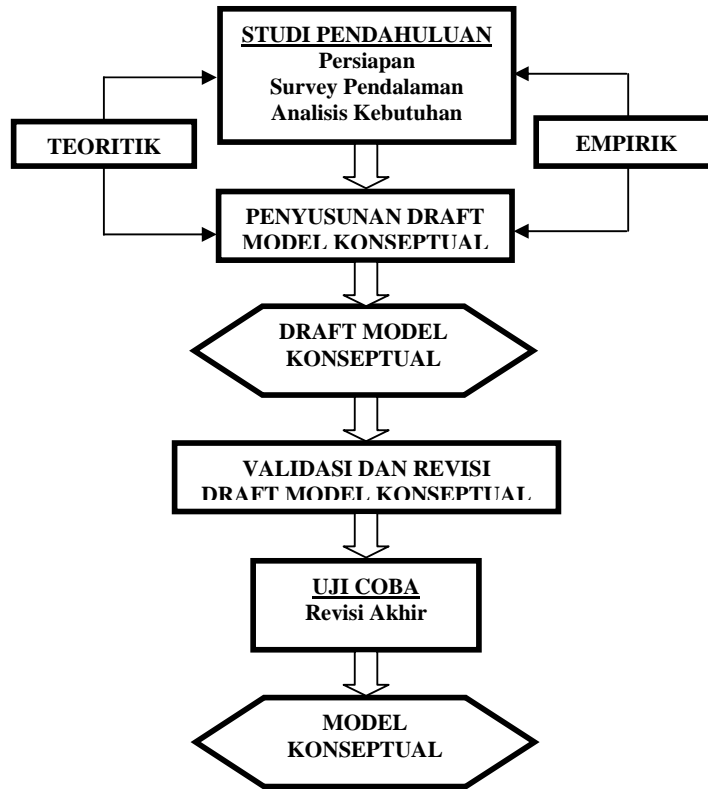 STUDI PENDAHULUAN
Persiapan
Survey Pendalaman
Analisis Kebutuhan
TEORITIK
EMPIRIK
PENYUSUNAN DRAFT
MODEL KONSEPTUAL
DRAFT MODEL
KONSEPTUAL
VALIDASI DAN REVISI
DRAFT MODEL KONSEPTUAL
UJI COBA
Revisi Akhir
MODEL
KONSEPTUAL